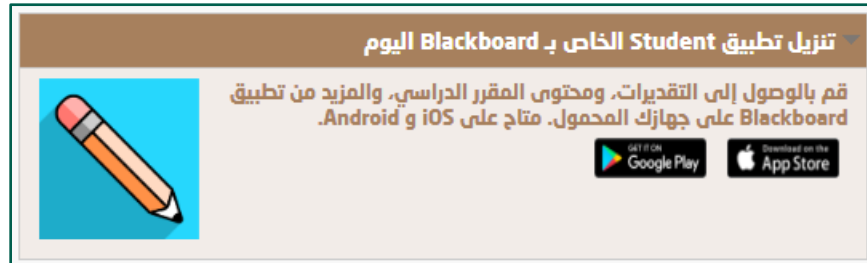 تنزيل تطبيق Student الخاص بـ Blackboard اليوم
قم بالوصول إلى التقديرات، ومحتوى المقرر الدراسي، والمزيد من تطبيق
Blackboard على جهازك المحمول. متاح على iOS و Android.
Download on the
App Store
GET IT ON
Google Play